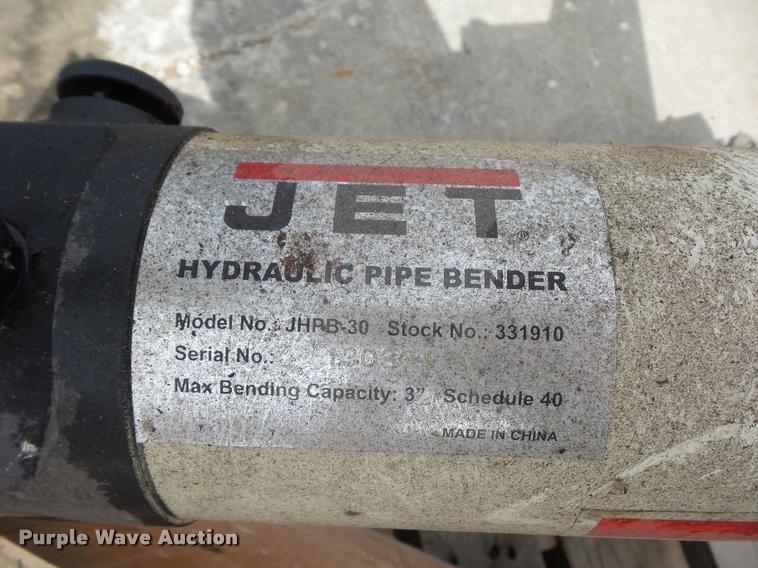 JET®
HYDRAULIC PIPE BENDER
Model No.: JHPB-30 Stock No.: 331910
Serial No.:
Max Bending Capacity: 3" Schedule 40
MADE IN CHINA
Purple Wave Auction